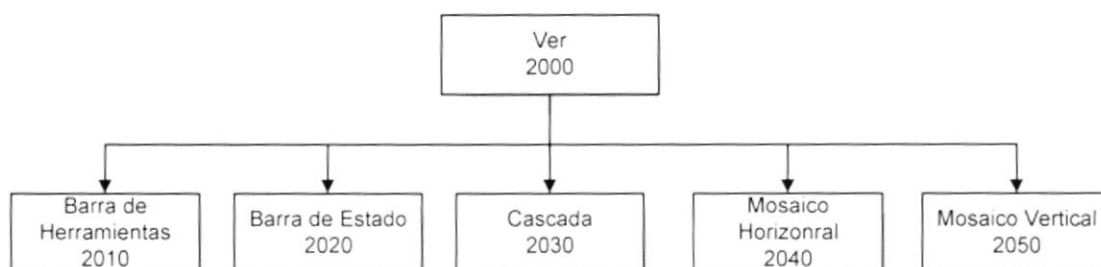 Ver
2000
Barra de
Herramientas
2010
Barra de Estado
2020
Cascada
2030
Mosaico
Horizonral
2040
Mosaico Vertical
2050